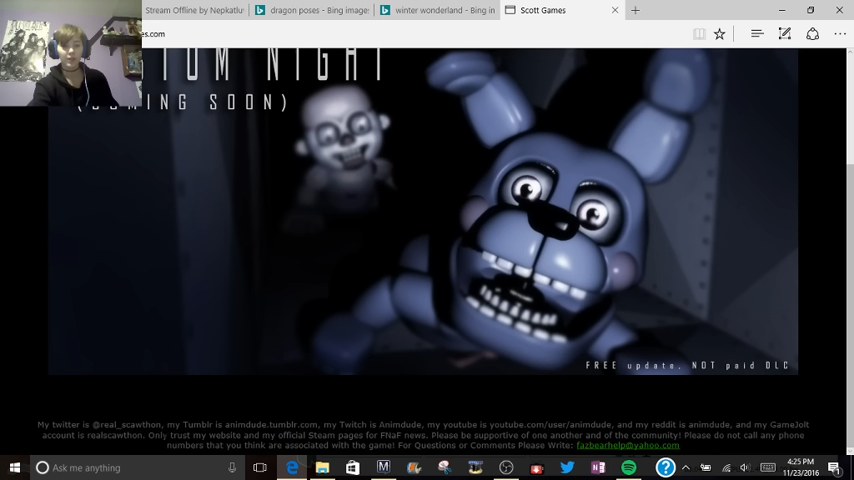 Stream Offline by Nepkatlu
dragon poses - Bing image
winter wonderland - Bing in
Scott Games
es.com
TOM NIGHT
(COMING SOON)
FREE update. NOT paid DLC
My twitter is @real_scawthon, my Tumblr is animdude.tumblr.com, my Twitch is Animdude, my youtube is youtube.com/user/animdude, and my reddit is animdude, and my GameJolt
account is realscawthon. Only trust my website and my official Steam pages for FNaF news. Please be supportive of one another and of the community! Please do not call any phone
numbers that you think are associated with the game! For Questions or Comments Please Write: fazbearhelp@yahoo.com
Ask me anything
4:25 PM
11/23/2016